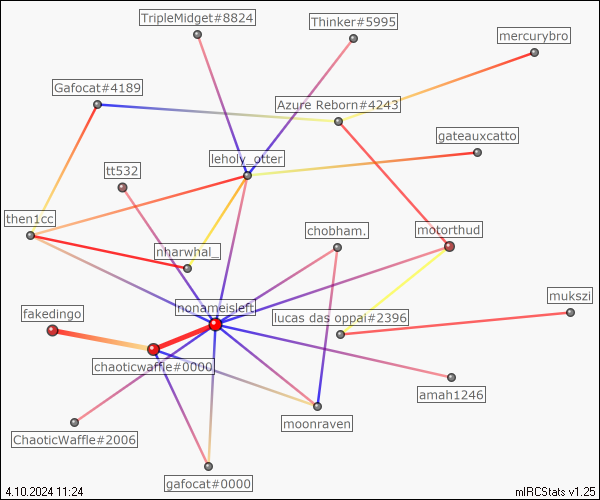 TripleMidget#8824
Thinker#5995
mercurybro
Gafocat#4189
Azure Reborn#4243
gateauxcatto
leholy_otter
tt532
then1cc
chobham.
motorthud
nharwhal_
mukszi
nonameisleft
fakedingo
lucas das oppai#2396
chaoticwaffle#0000
amah1246
moonraven
ChaoticWaffle#2006
gafocat#0000
4.10.2024 11:24
mIRCStats v1.25